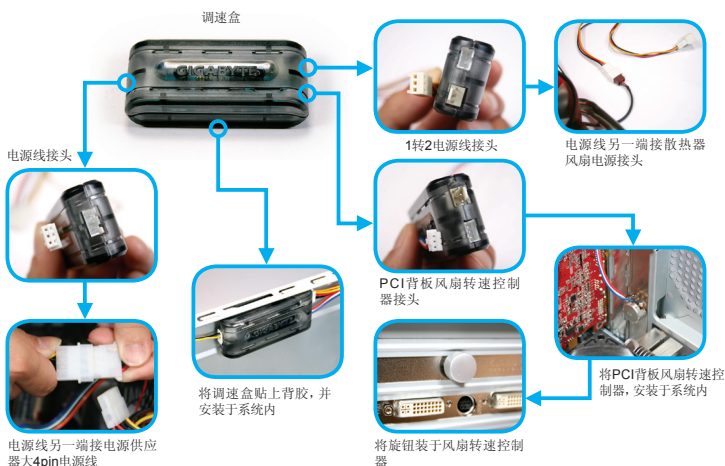 调速盒
GIGABYTE
1转2电源线接头
电源线另一端接散热器
风扇电源接头
电源线接头
PCI背板风扇转速控制
器接头
将调速盒贴上背胶,并
安装于系统内
将PCI背板风扇转速控
制器,安装于系统内
电源线另一端接电源供应
器大4pin电源线
将旋钮装于风扇转速控制
器